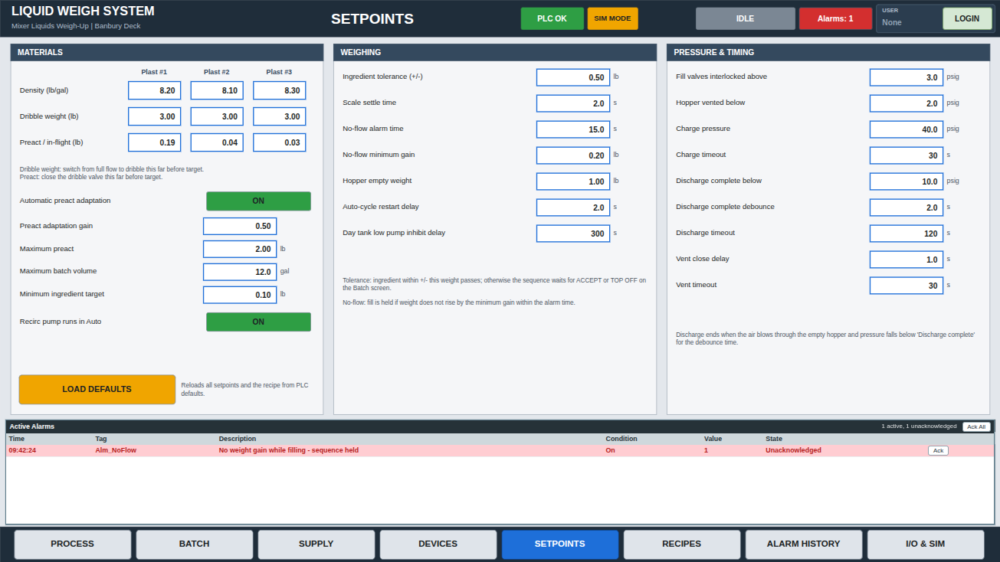 LIQUID WEIGH SYSTEM
Mixer Liquids Weigh-Up | Banbury Deck
SETPOINTS
PLC OK
SIM MODE
IDLE
Alarms: 1
USER
None
LOGIN
MATERIALS
Plast #1 Plast #2 Plast #3
Density (lb/gal) 8.20 8.10 8.30
Dribble weight (lb) 3.00 3.00 3.00
Preact / in-flight (lb) 0.19 0.04 0.03
Dribble weight: switch from full flow to dribble this far before target.
Preact: close the dribble valve this far before target.
Automatic preact adaptation ON
Preact adaptation gain 0.50
Maximum preact 2.00 lb
Maximum batch volume 12.0 gal
Minimum ingredient target 0.10 lb
Recirc pump runs in Auto ON
LOAD DEFAULTS
Reloads all setpoints and the recipe from PLC
defaults.
WEIGHING
Ingredient tolerance (+/-) 0.50 lb
Scale settle time 2.0 s
No-flow alarm time 15.0 s
No-flow minimum gain 0.20 lb
Hopper empty weight 1.00 lb
Auto-cycle restart delay 2.0 s
Day tank low pump inhibit delay 300 s
Tolerance: ingredient within +/- this weight passes; otherwise the sequence waits for ACCEPT or TOP OFF on
the Batch screen.
No-flow: fill is held if weight does not rise by the minimum gain within the alarm time.
PRESSURE & TIMING
Fill valves interlocked above 3.0 psig
Hopper vented below 2.0 psig
Charge pressure 40.0 psig
Charge timeout 30 s
Discharge complete below 10.0 psig
Discharge complete debounce 2.0 s
Discharge timeout 120 s
Vent close delay 1.0 s
Vent timeout 30 s
Discharge ends when the air blows through the empty hopper and pressure falls below 'Discharge complete'
for the debounce time.
Active Alarms 1 active, 1 unacknowledged Ack All
Time Tag Description Condition Value State
09:42:24 Alm_NoFlow No weight gain while filling - sequence held On 1 Unacknowledged Ack
PROCESS BATCH SUPPLY DEVICES SETPOINTS RECIPES ALARM HISTORY I/O & SIM